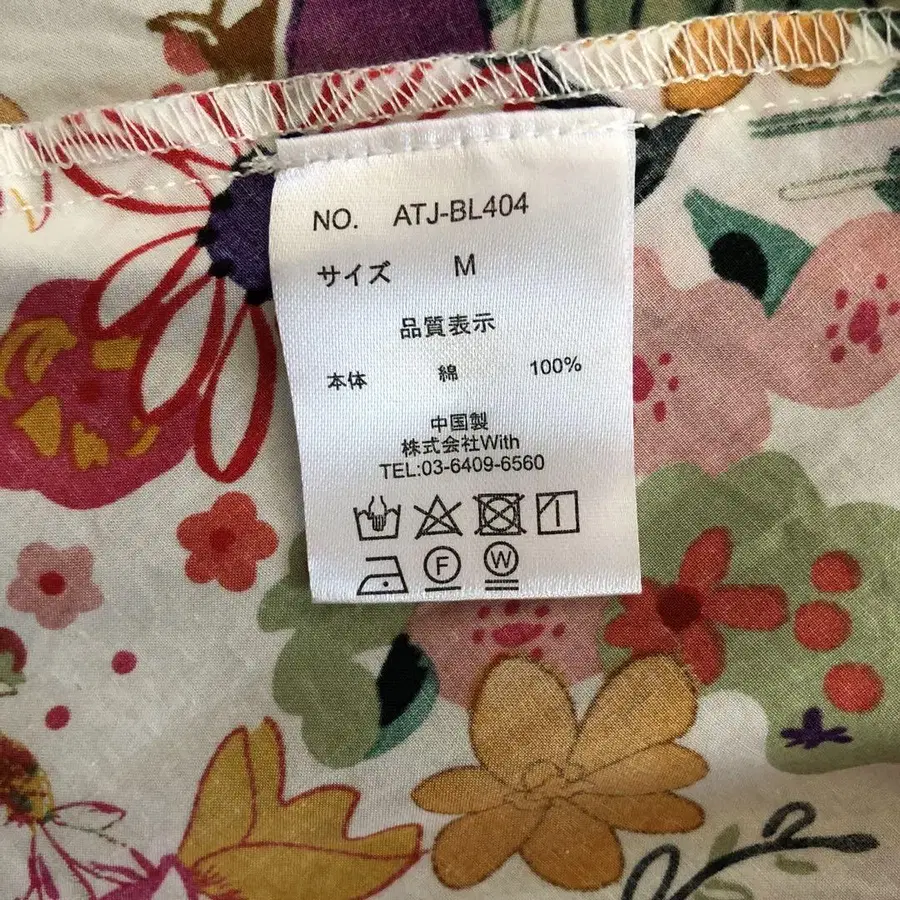 NO. ATJ-BL404
サイズ M
品質表示
本体 綿 100%
中国製
株式会社With
TEL:03-6409-6560
F W